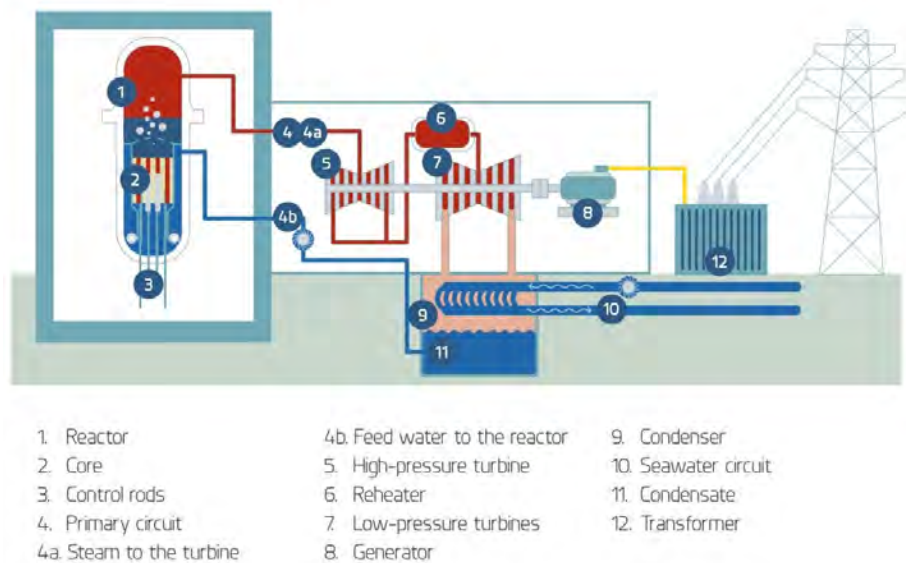 1
2
3
4
4a
4b
5
6
7
8
9
10
11
12
1. Reactor
2. Core
3. Control rods
4. Primary circuit
4a. Steam to the turbine
4b. Feed water to the reactor
5. High-pressure turbine
6. Reheater
7. Low-pressure turbines
8. Generator
9. Condenser
10. Seawater circuit
11. Condensate
12. Transformer